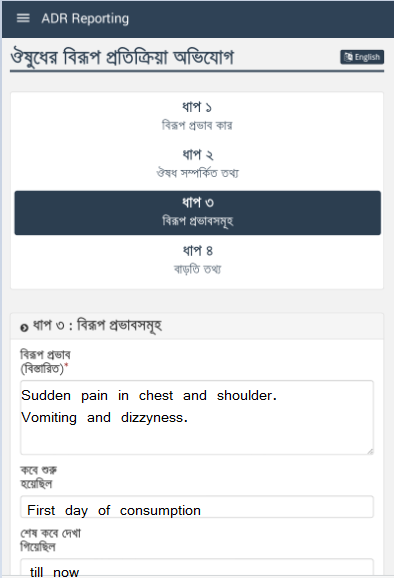 ADR Reporting
ঔষুধের বিরূপ প্রতিক্রিয়া অভিযোগ
English
ধাপ ১
বিরূপ প্রভাব কার
ধাপ ২
ঔষধ সম্পর্কিত তথ্য
ধাপ ৩
বিরূপ প্রভাবসমূহ
ধাপ ৪
বাড়তি তথ্য
ধাপ ৩ : বিরূপ প্রভাবসমূহ
বিরূপ প্রভাব
(বিস্তারিত)*
Sudden pain in chest and shoulder.
Vomiting and dizzyness.
কবে শুরু
হয়েছিল
First day of consumption
শেষ কবে দেখা
গিয়েছিল
till now